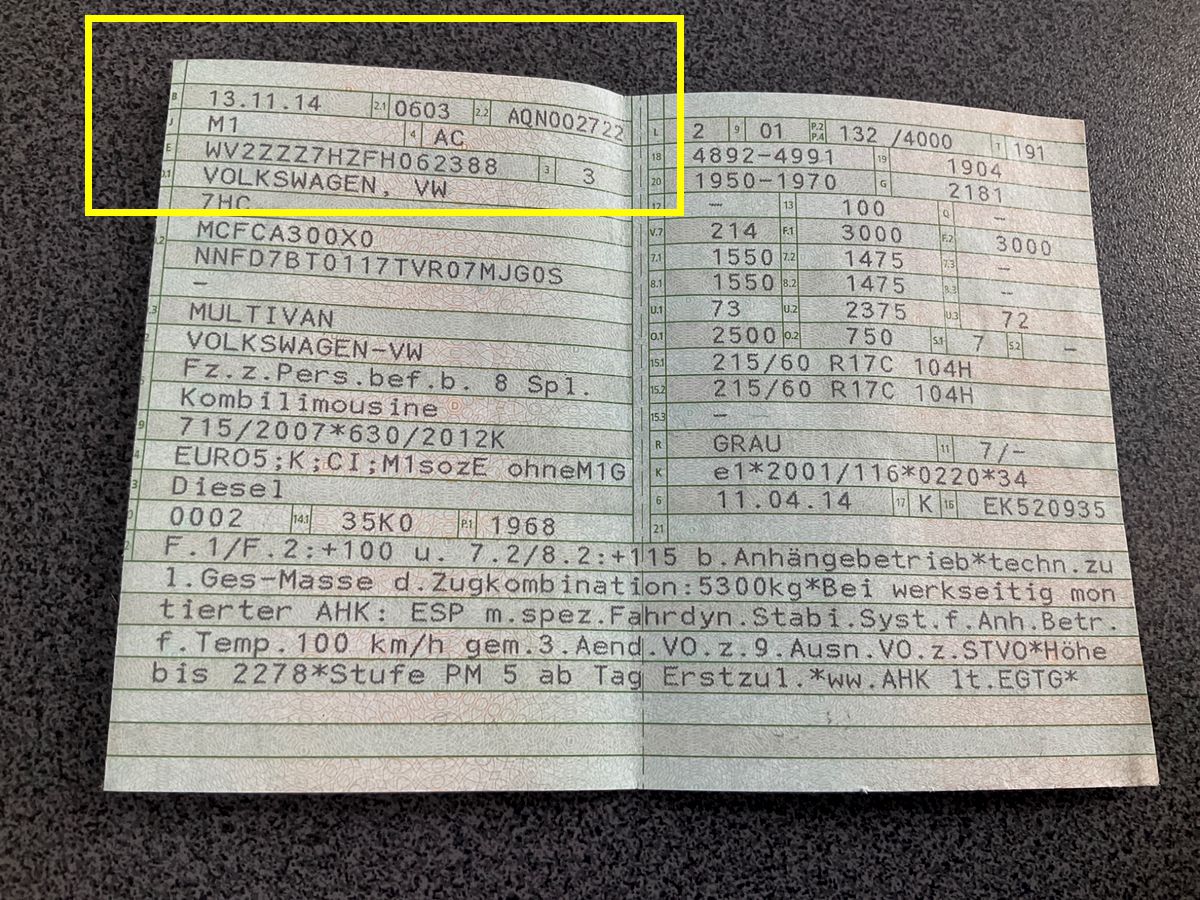 B 13.11.14 2.1 0603 2.2 AQN002722
J M1 4 AC
E WV2ZZZ7HZFH062388 3 3
VOLKSWAGEN, VW
7HC
MCFCA300X0
NNFD7BT0117TVR07MJG0S
–
MULTIVAN
VOLKSWAGEN-VW
Fz.z.Pers.bef.b. 8 Spl.
Kombilimousine
715/2007*630/2012K
EURO5;K;CI;M1sozE ohneM1G
Diesel
0002 14.1 35K0 P.1 1968
L 2 9 01 P.2 P.4 132 /4000 T 191
18 4892-4991 19 1904
20 1950-1970 G 2181
12 – 13 100 Q –
V.7 214 F.1 3000 F.2 3000
7.1 1550 7.2 1475 7.3 –
8.1 1550 8.2 1475 8.3 –
U.1 73 U.2 2375 U.3 72
O.1 2500 O.2 750 S.1 7 S.2 –
15.1 215/60 R17C 104H
15.2 215/60 R17C 104H
15.3 –
R GRAU 11 7/-
K e1*2001/116*0220*34
6 11.04.14 17 K 16 EK520935
21
F.1/F.2:+100 u. 7.2/8.2:+115 b.Anhängebetrieb*techn.zu
l.Ges-Masse d.Zugkombination:5300kg*Bei werkseitig mon
tierter AHK: ESP m.spez.Fahrdyn.Stabi.Syst.f.Anh.Betr.
f.Temp.100 km/h gem.3.Aend.VO.z.9.Ausn.VO.z.STVO*Höhe
bis 2278*Stufe PM 5 ab Tag Erstzul.*ww.AHK lt.EGTG*